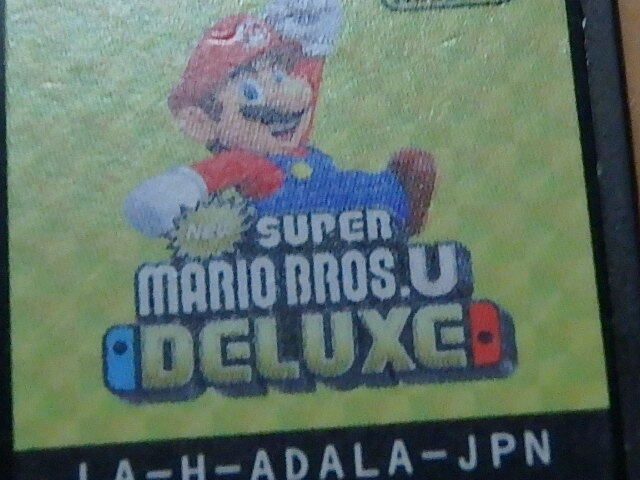 NEW SUPER
MARIO BROS. U
DELUXE
LA-H-ADALA-JPN